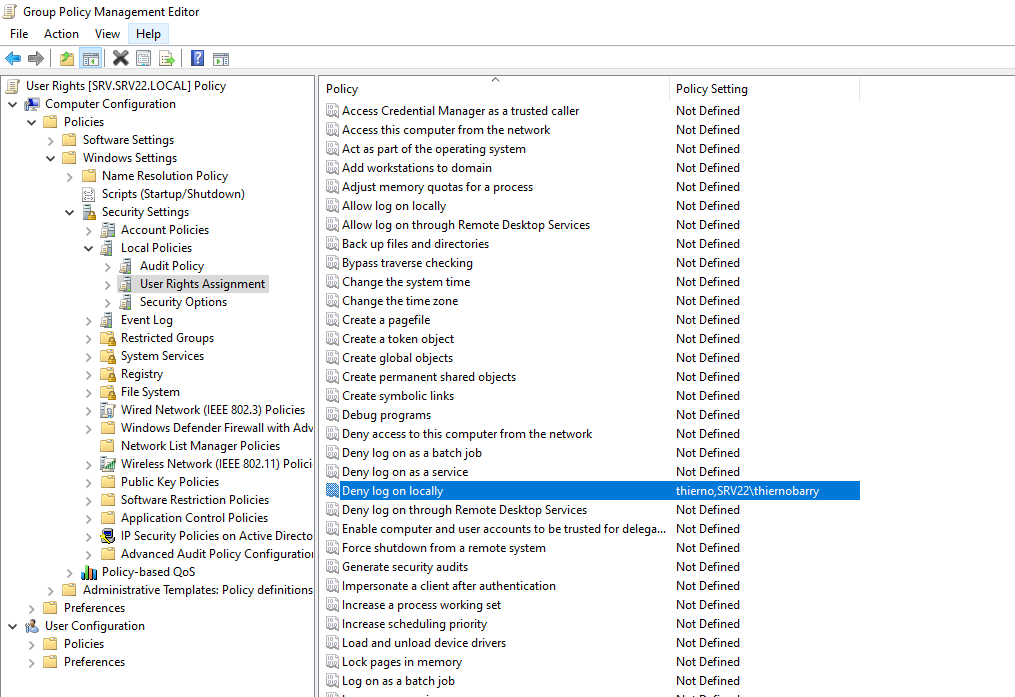 Group Policy Management Editor
File Action View Help
User Rights [SRV.SRV22.LOCAL] Policy
Computer Configuration
Policies
Software Settings
Windows Settings
Name Resolution Policy
Scripts (Startup/Shutdown)
Security Settings
Account Policies
Local Policies
Audit Policy
User Rights Assignment
Security Options
Event Log
Restricted Groups
System Services
Registry
File System
Wired Network (IEEE 802.3) Policies
Windows Defender Firewall with Adv
Network List Manager Policies
Wireless Network (IEEE 802.11) Polici
Public Key Policies
Software Restriction Policies
Application Control Policies
IP Security Policies on Active Directo
Advanced Audit Policy Configuration
Policy-based QoS
Administrative Templates: Policy definitions
Preferences
User Configuration
Policies
Preferences
Policy Policy Setting
Access Credential Manager as a trusted caller Not Defined
Access this computer from the network Not Defined
Act as part of the operating system Not Defined
Add workstations to domain Not Defined
Adjust memory quotas for a process Not Defined
Allow log on locally Not Defined
Allow log on through Remote Desktop Services Not Defined
Back up files and directories Not Defined
Bypass traverse checking Not Defined
Change the system time Not Defined
Change the time zone Not Defined
Create a pagefile Not Defined
Create a token object Not Defined
Create global objects Not Defined
Create permanent shared objects Not Defined
Create symbolic links Not Defined
Debug programs Not Defined
Deny access to this computer from the network Not Defined
Deny log on as a batch job Not Defined
Deny log on as a service Not Defined
Deny log on locally thierno,SRV22\thiernobarry
Deny log on through Remote Desktop Services Not Defined
Enable computer and user accounts to be trusted for delega... Not Defined
Force shutdown from a remote system Not Defined
Generate security audits Not Defined
Impersonate a client after authentication Not Defined
Increase a process working set Not Defined
Increase scheduling priority Not Defined
Load and unload device drivers Not Defined
Lock pages in memory Not Defined
Log on as a batch job Not Defined